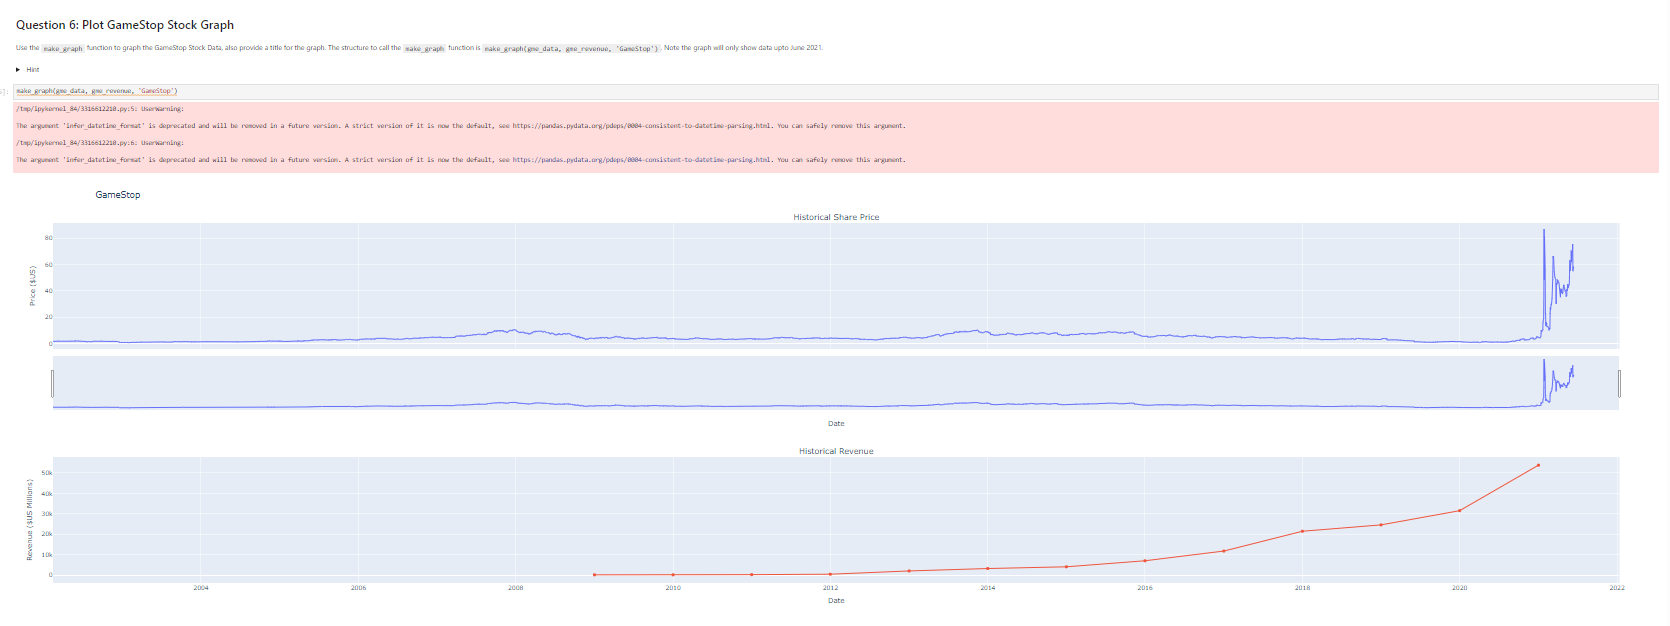 Question 6: Plot GameStop Stock Graph
Use the make_graph function to graph the GameStop Stock Data, also provide a title for the graph. The structure to call the make_graph function is make_graph(gme_data, gme_revenue, 'GameStop'). Note the graph will only show data upto June 2021.
Hint
make_graph(gme_data, gme_revenue, 'GameStop')
/tmp/ipykernel_84/3316612210.py:5: UserWarning:
The argument 'infer_datetime_format' is deprecated and will be removed in a future version. A strict version of it is now the default, see https://pandas.pydata.org/pdeps/0004-consistent-to-datetime-parsing.html. You can safely remove this argument.
/tmp/ipykernel_84/3316612210.py:6: UserWarning:
The argument 'infer_datetime_format' is deprecated and will be removed in a future version. A strict version of it is now the default, see https://pandas.pydata.org/pdeps/0004-consistent-to-datetime-parsing.html. You can safely remove this argument.
GameStop
Historical Share Price
Price ($US)
80
60
40
20
0
Date
Historical Revenue
Revenue ($US Millions)
50k
40k
30k
20k
10k
0
2004 2006 2008 2010 2012 2014 2016 2018 2020 2022
Date